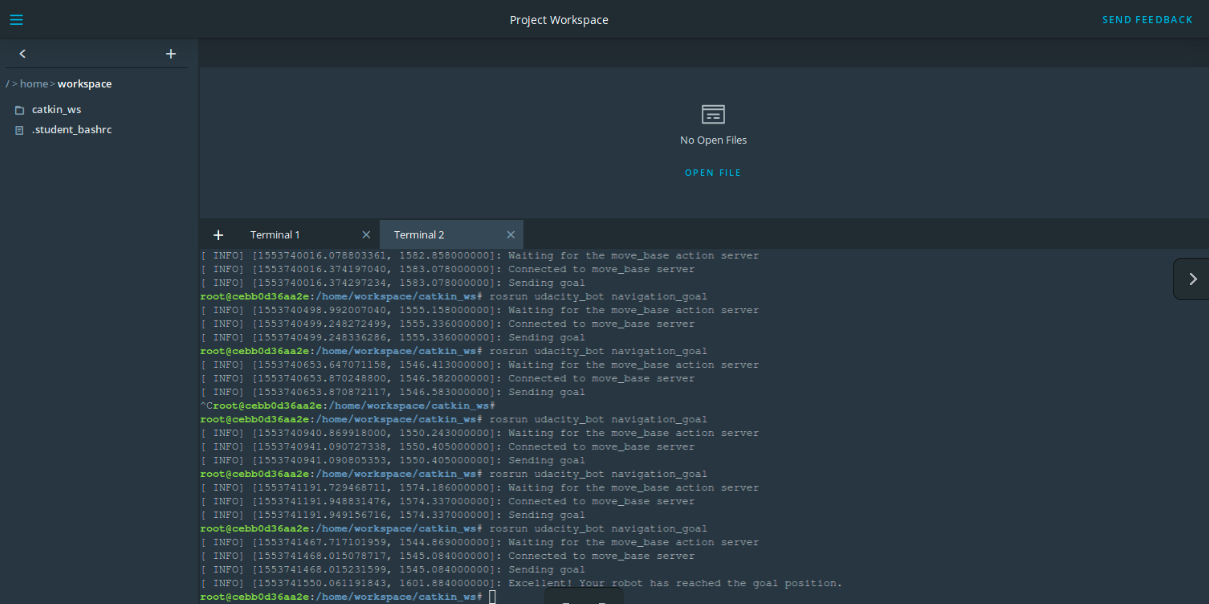 Project Workspace
SEND FEEDBACK
/ > home > workspace
catkin_ws
.student_bashrc
No Open Files
OPEN FILE
Terminal 1
Terminal 2
[ INFO] [1553740016.078803361, 1582.858000000]: Waiting for the move_base action server
[ INFO] [1553740016.374197040, 1583.078000000]: Connected to move_base server
[ INFO] [1553740016.374297234, 1583.078000000]: Sending goal
root@cebb0d36aa2e:/home/workspace/catkin_ws# rosrun udacity_bot navigation_goal
[ INFO] [1553740498.992007040, 1555.158000000]: Waiting for the move_base action server
[ INFO] [1553740499.248272499, 1555.336000000]: Connected to move_base server
[ INFO] [1553740499.248336286, 1555.336000000]: Sending goal
root@cebb0d36aa2e:/home/workspace/catkin_ws# rosrun udacity_bot navigation_goal
[ INFO] [1553740653.647071158, 1546.413000000]: Waiting for the move_base action server
[ INFO] [1553740653.870248800, 1546.582000000]: Connected to move_base server
[ INFO] [1553740653.870872117, 1546.583000000]: Sending goal
^Croot@cebb0d36aa2e:/home/workspace/catkin_ws#
root@cebb0d36aa2e:/home/workspace/catkin_ws# rosrun udacity_bot navigation_goal
[ INFO] [1553740940.869918000, 1550.243000000]: Waiting for the move_base action server
[ INFO] [1553740941.090727338, 1550.405000000]: Connected to move_base server
[ INFO] [1553740941.090805353, 1550.405000000]: Sending goal
root@cebb0d36aa2e:/home/workspace/catkin_ws# rosrun udacity_bot navigation_goal
[ INFO] [1553741191.729468711, 1574.186000000]: Waiting for the move_base action server
[ INFO] [1553741191.948831476, 1574.337000000]: Connected to move_base server
[ INFO] [1553741191.949156716, 1574.337000000]: Sending goal
root@cebb0d36aa2e:/home/workspace/catkin_ws# rosrun udacity_bot navigation_goal
[ INFO] [1553741467.717101959, 1544.869000000]: Waiting for the move_base action server
[ INFO] [1553741468.015078717, 1545.084000000]: Connected to move_base server
[ INFO] [1553741468.015231599, 1545.084000000]: Sending goal
[ INFO] [1553741550.061191843, 1601.884000000]: Excellent! Your robot has reached the goal position.
root@cebb0d36aa2e:/home/workspace/catkin_ws#